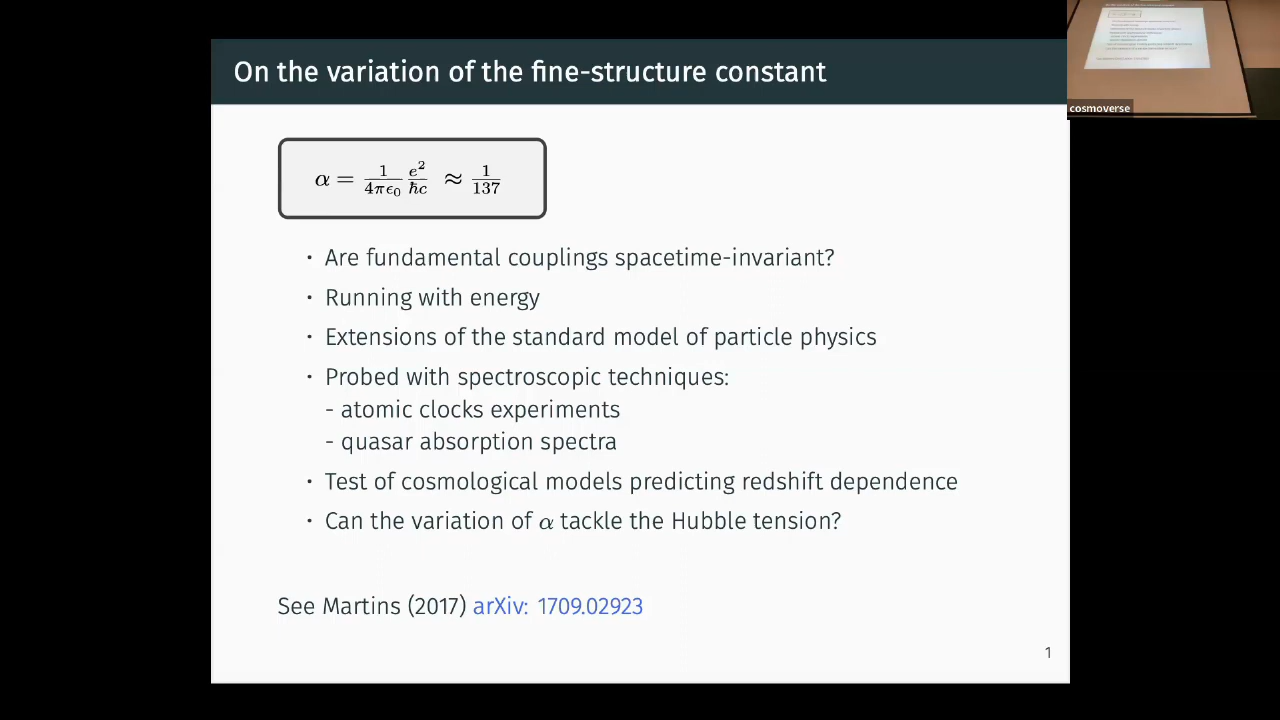 On the variation of the fine-structure constant
α = 1/4πϵ₀ e²/ħc ≈ 1/137
· Are fundamental couplings spacetime-invariant?
· Running with energy
· Extensions of the standard model of particle physics
· Probed with spectroscopic techniques:
- atomic clocks experiments
- quasar absorption spectra
· Test of cosmological models predicting redshift dependence
· Can the variation of α tackle the Hubble tension?
See Martins (2017) arXiv: 1709.02923
1
cosmoverse